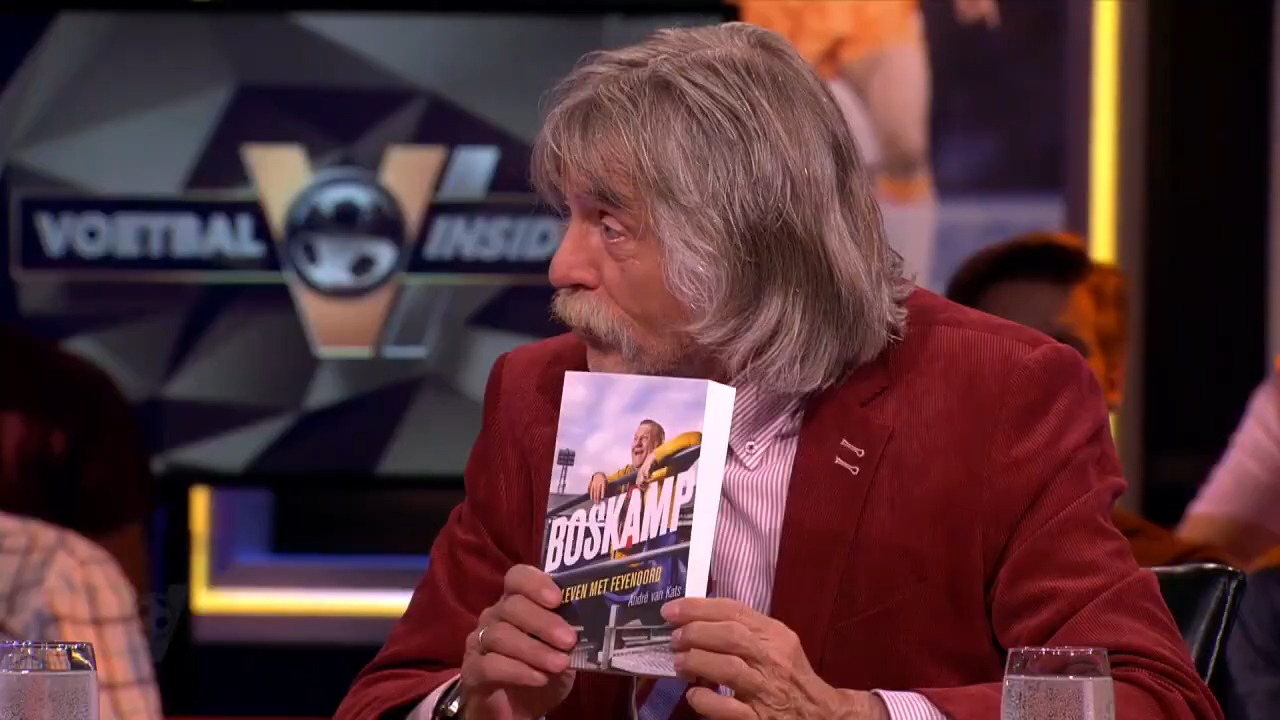 VOETBAL INSID
BOSKAMP
LEVEN MET FEYENOORD
André van Kats